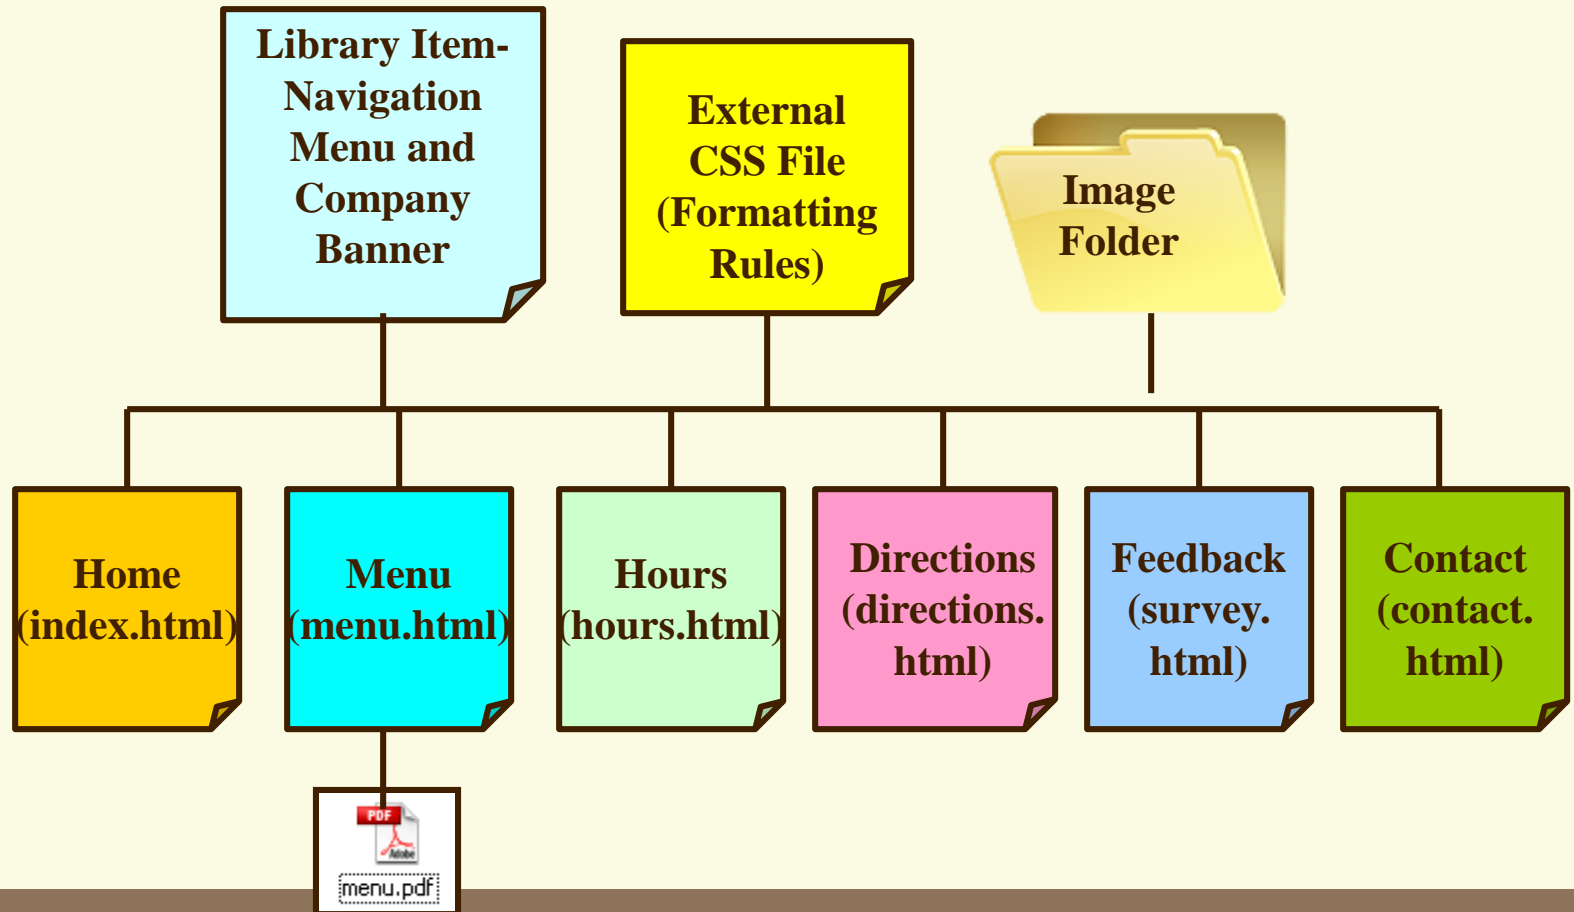 Library Item-
Navigation
Menu and
Company
Banner
External
CSS File
(Formatting
Rules)
Image
Folder
Home
(index.html)
Menu
(menu.html)
Hours
(hours.html)
Directions
(directions.
html)
Feedback
(survey.
html)
Contact
(contact.
html)
PDF
Adobe
menu.pdf